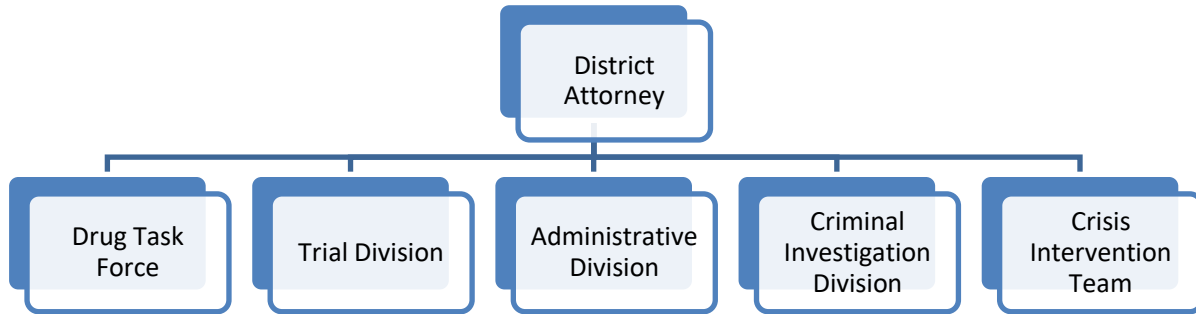 District
Attorney
Drug Task
Force
Trial Division
Administrative
Division
Criminal
Investigation
Division
Crisis
Intervention
Team